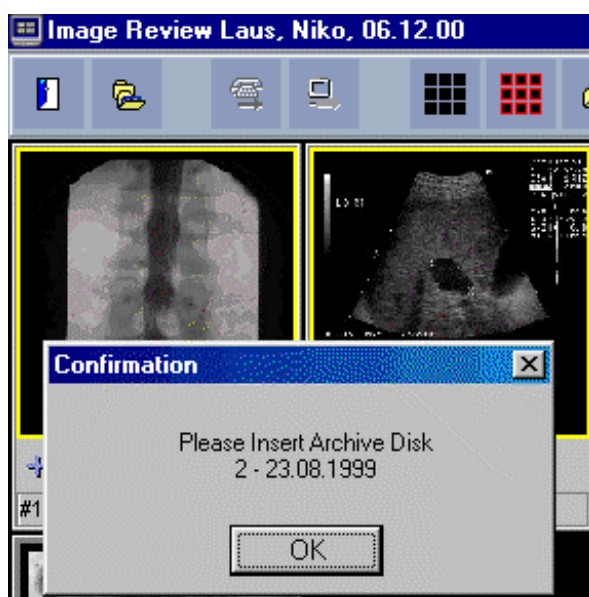 Image Review Laus, Niko, 06.12.00
Confirmation
Please Insert Archive Disk
2 - 23.08.1999
#1
OK